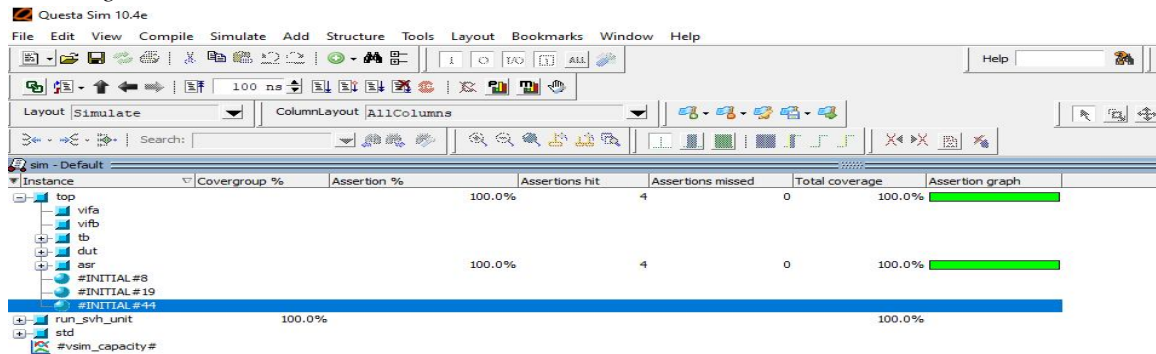 Questa Sim 10.4e
File Edit View Compile Simulate Add Structure Tools Layout Bookmarks Window Help
I O I/O ALL Help
100 ns
Layout Simulate ColumnLayout AllColumns
Search:
sim - Default
Instance Covergroup % Assertion % Assertions hit Assertions missed Total coverage Assertion graph
top 100.0% 4 0 100.0%
vifa
vifb
tb
dut
asr 100.0% 4 0 100.0%
#INITIAL#8
#INITIAL#19
#INITIAL#44
run_svh_unit 100.0% 100.0%
std
#vsim_capacity#